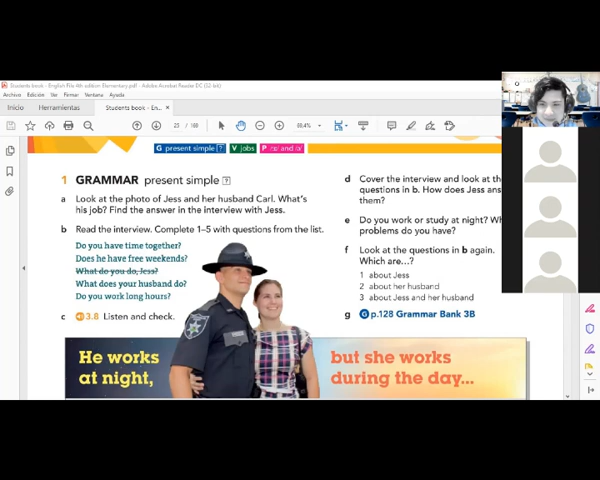 Students book - English File 4th edition Elementary.pdf - Adobe Acrobat Reader DC (32-bit)
Archivo Edición Ver Firmar Ventana Ayuda
Inicio Herramientas Students book - En... ×
25 / 169 69,4%
G present simple ? V jobs P
1 GRAMMAR present simple ?
a Look at the photo of Jess and her husband Carl. What's
his job? Find the answer in the interview with Jess.
b Read the interview. Complete 1–5 with questions from the list.
Do you have time together?
Does he have free weekends?
What do you do, Jess?
What does your husband do?
Do you work long hours?
c 3.8 Listen and check.
d Cover the interview and look at th
questions in b. How does Jess ans
them?
e Do you work or study at night? W
problems do you have?
f Look at the questions in b again.
Which are...?
1 about Jess
2 about her husband
3 about Jess and her husband
g G p.128 Grammar Bank 3B
He works
at night,
but she works
during the day...